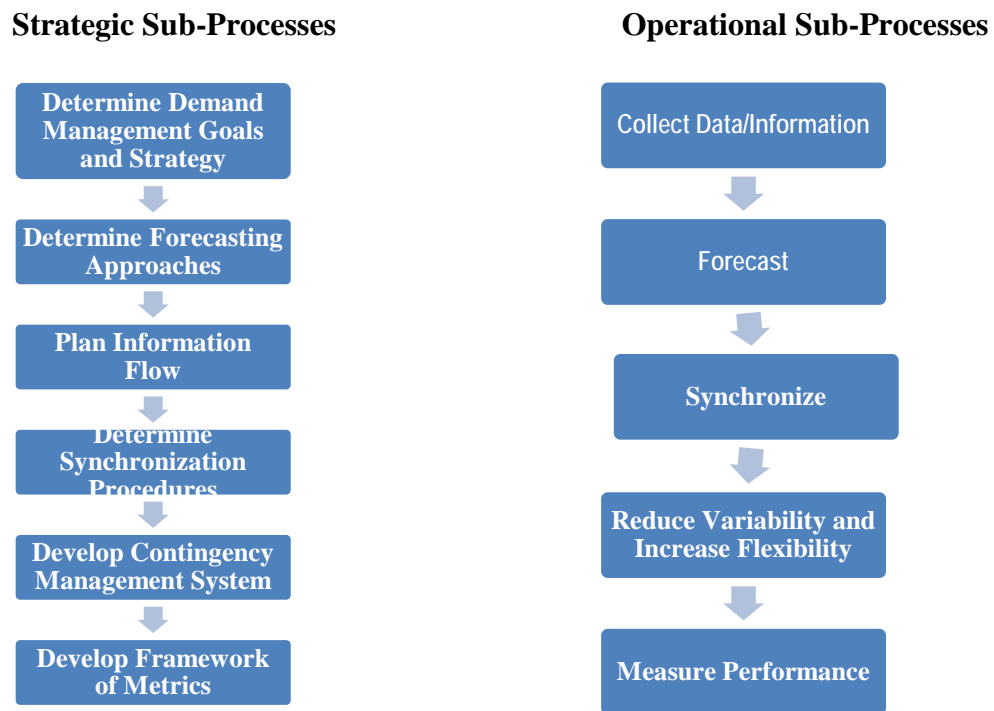 Strategic Sub-Processes
Determine Demand
Management Goals
and Strategy
Determine Forecasting
Approaches
Plan Information
Flow
Determine
Synchronization
Procedures
Develop Contingency
Management System
Develop Framework
of Metrics
Operational Sub-Processes
Collect Data/Information
Forecast
Synchronize
Reduce Variability and
Increase Flexibility
Measure Performance